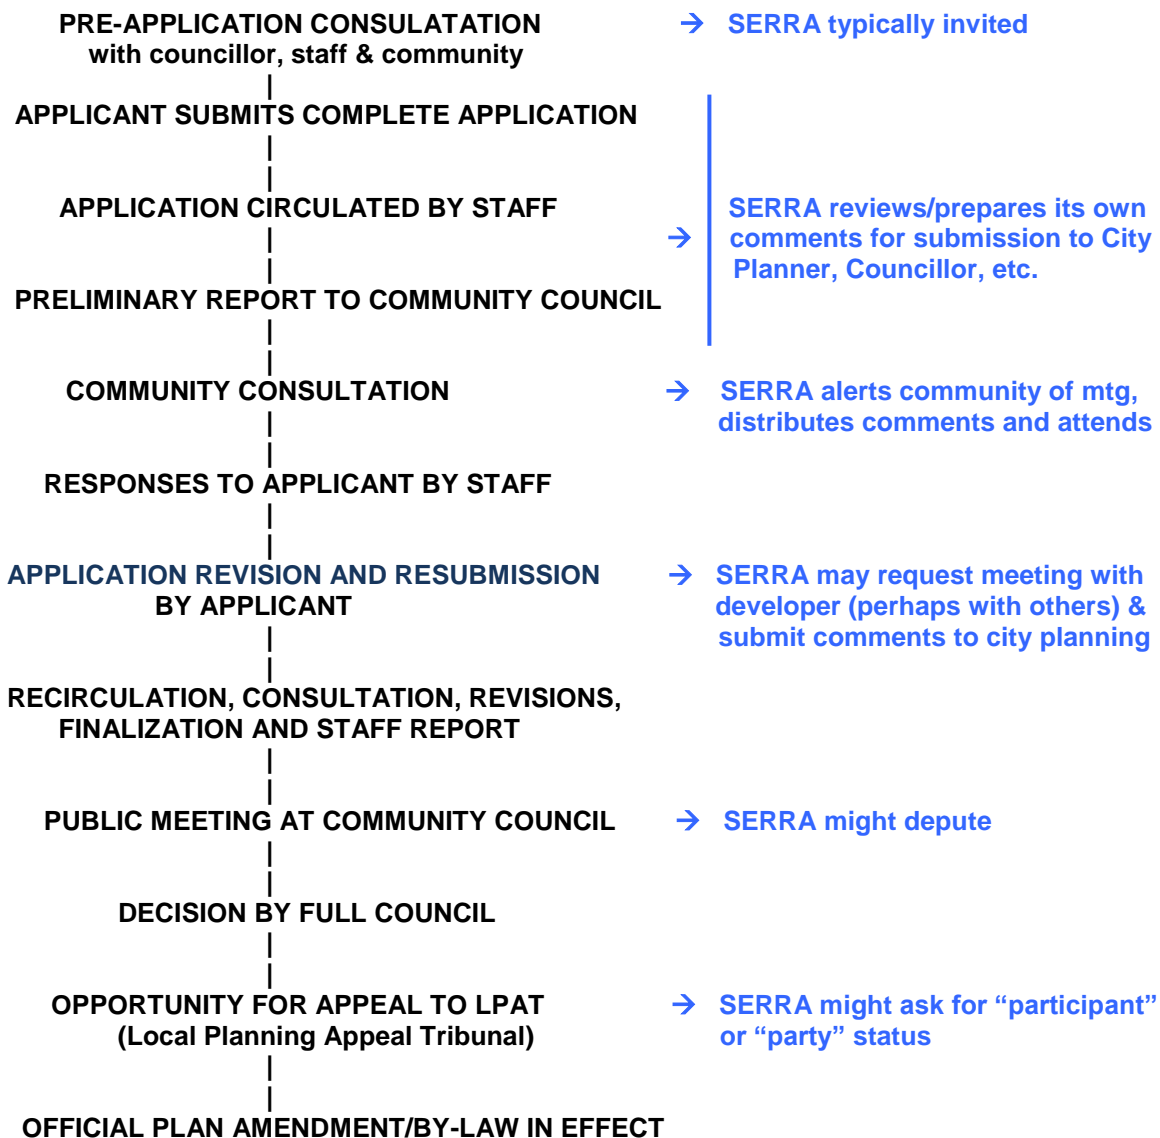 PRE-APPLICATION CONSULATATION → SERRA typically invited
with councillor, staff & community
APPLICANT SUBMITS COMPLETE APPLICATION
APPLICATION CIRCULATED BY STAFF
→ SERRA reviews/prepares its own
comments for submission to City
Planner, Councillor, etc.
PRELIMINARY REPORT TO COMMUNITY COUNCIL
COMMUNITY CONSULTATION → SERRA alerts community of mtg,
distributes comments and attends
RESPONSES TO APPLICANT BY STAFF
APPLICATION REVISION AND RESUBMISSION
BY APPLICANT
→ SERRA may request meeting with
developer (perhaps with others) &
submit comments to city planning
RECIRCULATION, CONSULTATION, REVISIONS,
FINALIZATION AND STAFF REPORT
PUBLIC MEETING AT COMMUNITY COUNCIL → SERRA might depute
DECISION BY FULL COUNCIL
OPPORTUNITY FOR APPEAL TO LPAT
(Local Planning Appeal Tribunal)
→ SERRA might ask for “participant”
or “party” status
OFFICIAL PLAN AMENDMENT/BY-LAW IN EFFECT